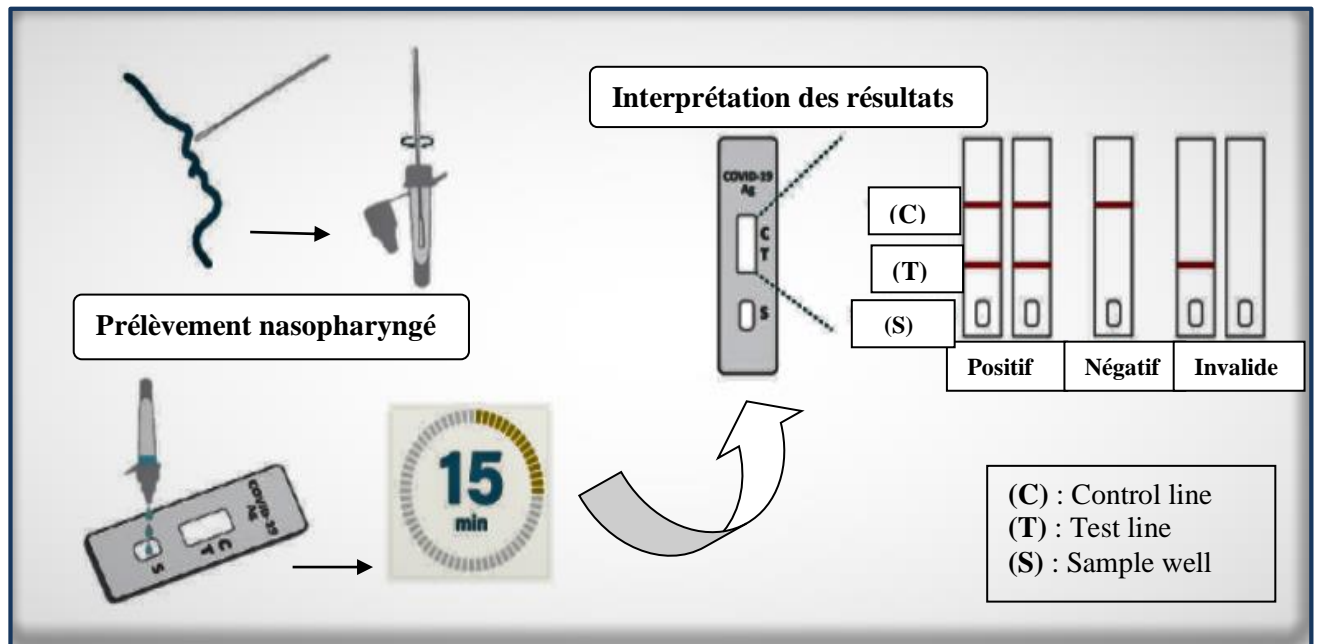 Interprétation des résultats
COVID-19
Ag
C
T
S
(C)
(T)
(S)
Positif
Négatif
Invalide
Prélèvement nasopharyngé
COVID-19
Ag
C
T
S
15
min
(C) : Control line
(T) : Test line
(S) : Sample well